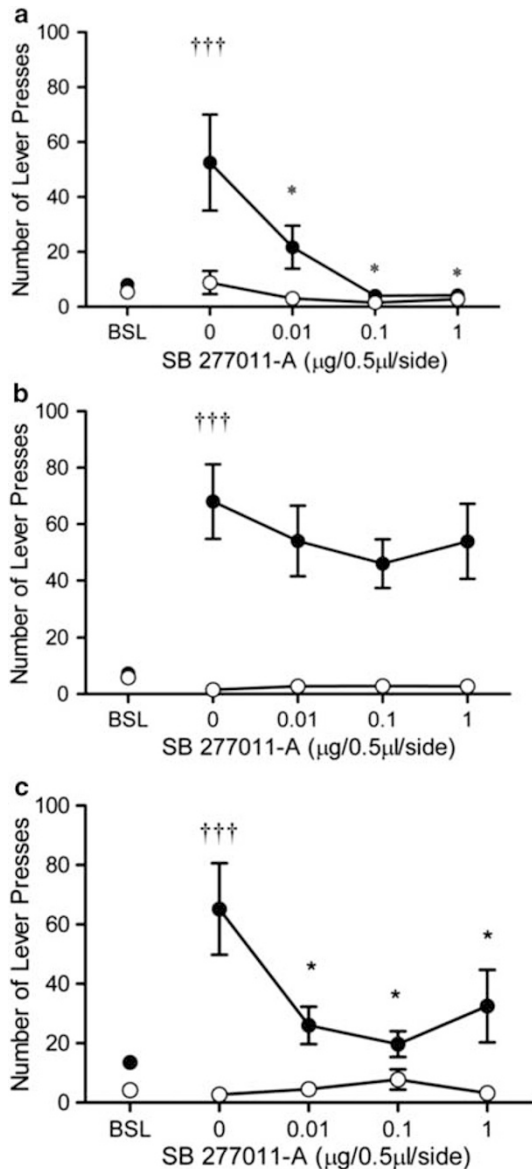 a
†††
100
80
60
40
20
0
Number of Lever Presses
*
*
*
BSL 0 0.01 0.1 1
SB 277011-A (μg/0.5μl/side)
b
†††
100
80
60
40
20
0
Number of Lever Presses
BSL 0 0.01 0.1 1
SB 277011-A (μg/0.5μl/side)
c
†††
100
80
60
40
20
0
Number of Lever Presses
*
*
*
BSL 0 0.01 0.1 1
SB 277011-A (μg/0.5μl/side)